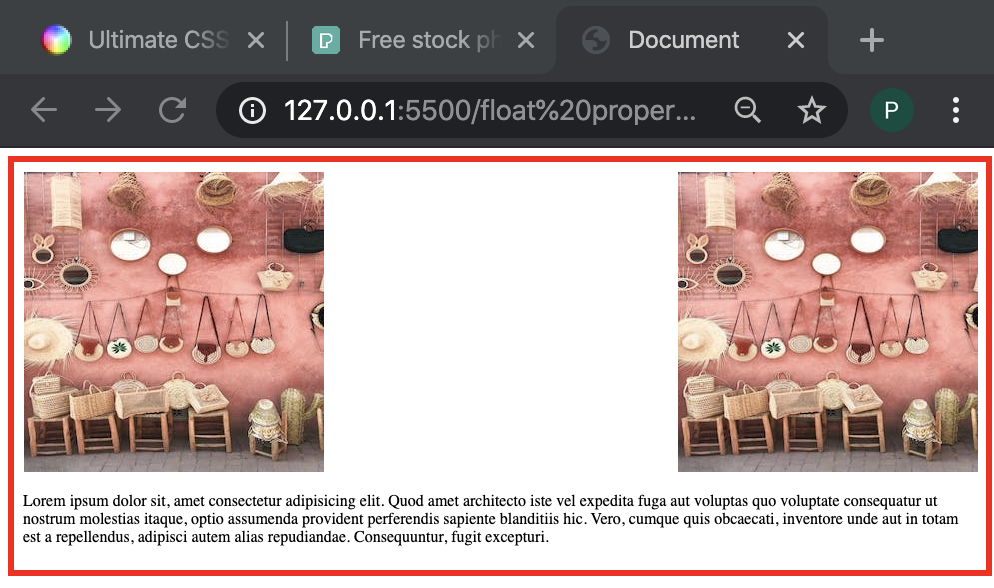 Ultimate CSS
Free stock ph
Document
127.0.0.1:5500/float%20proper...
P
Lorem ipsum dolor sit, amet consectetur adipisicing elit. Quod amet architecto iste vel expedita fuga aut voluptas quo voluptate consequatur ut
nostrum molestias itaque, optio assumenda provident perferendis sapiente blanditiis hic. Vero, cumque quis obcaecati, inventore unde aut in totam
est a repellendus, adipisci autem alias repudiandae. Consequuntur, fugit excepturi.